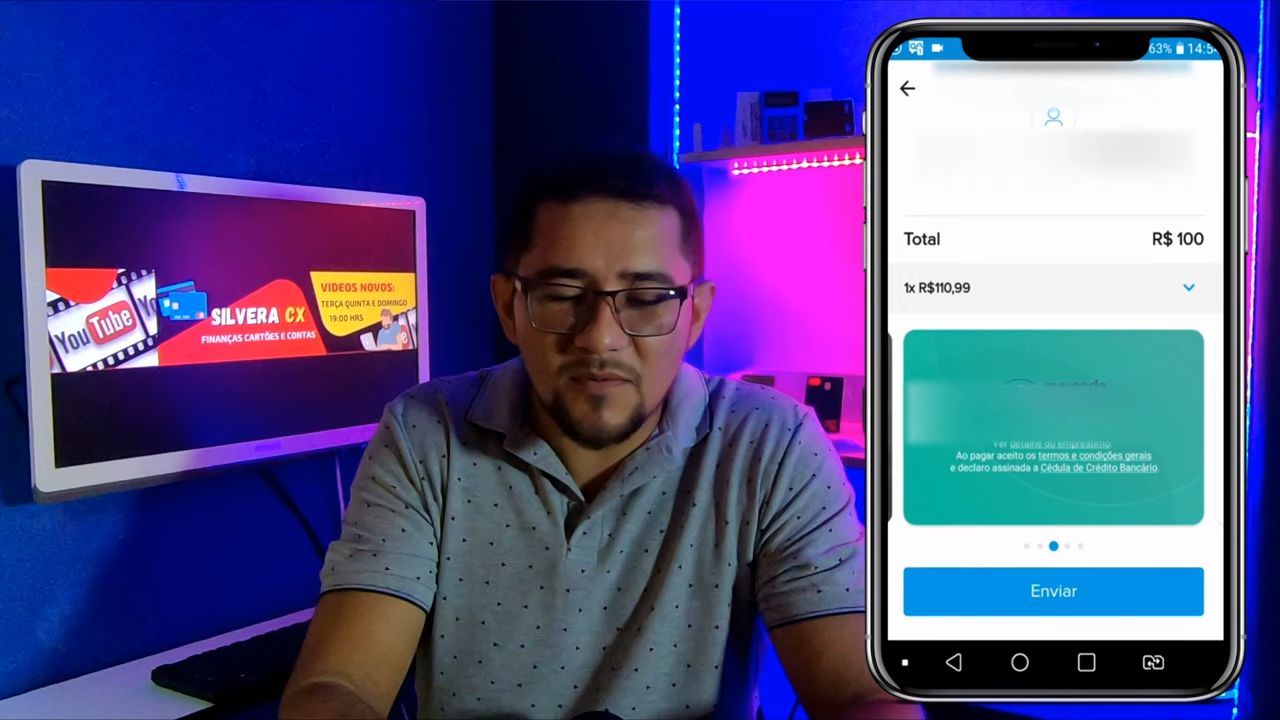 YouTube
Yo
SILVERA CX
FINANÇAS CARTÕES E CONTAS
VIDEOS NOVOS:
TERÇA QUINTA E DOMINGO
19:00 HRS
63%
Total
R$ 100
1x R$110,99
mercado
Ver detalhe do empréstimo.
Ao pagar aceito os termos e condições gerais
e declaro assinada a Cédula de Crédito Bancário.
Enviar